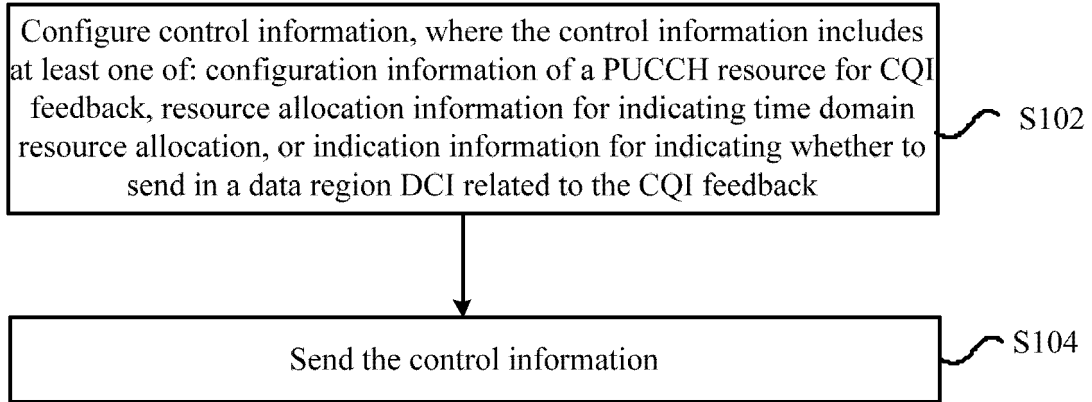 Configure control information, where the control information includes
at least one of: configuration information of a PUCCH resource for CQI
feedback, resource allocation information for indicating time domain
resource allocation, or indication information for indicating whether to
send in a data region DCI related to the CQI feedback
S102
Send the control information
S104